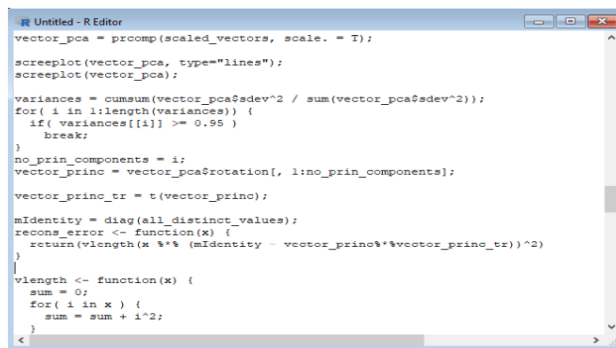 Untitled - R Editor
vector_pca = prcomp(scaled_vectors, scale. = T);
screeplot(vector_pca, type="lines");
screeplot(vector_pca);
variances = cumsum(vector_pca$sdev^2 / sum(vector_pca$sdev^2));
for( i in 1:length(variances)) {
if( variances[[i]] >= 0.95 )
break;
}
no_prin_components = i;
vector_princ = vector_pca$rotation[, 1:no_prin_components];
vector_princ_tr = t(vector_princ);
mIdentity = diag(all_distinct_values);
recons_error <- function(x) {
return(vlength(x %*% (mIdentity - vector_princ%*%vector_princ_tr))^2)
}
vlength <- function(x) {
sum = 0;
for( i in x ) {
sum = sum + i^2;
}